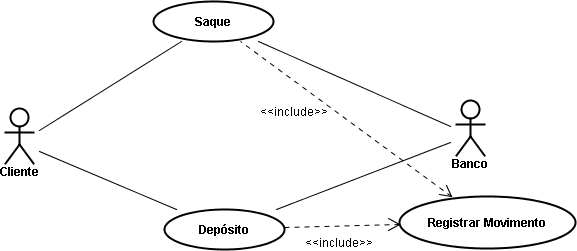 Saque
<<include>>
Cliente
Banco
Depósito
Registrar Movimento
<<include>>